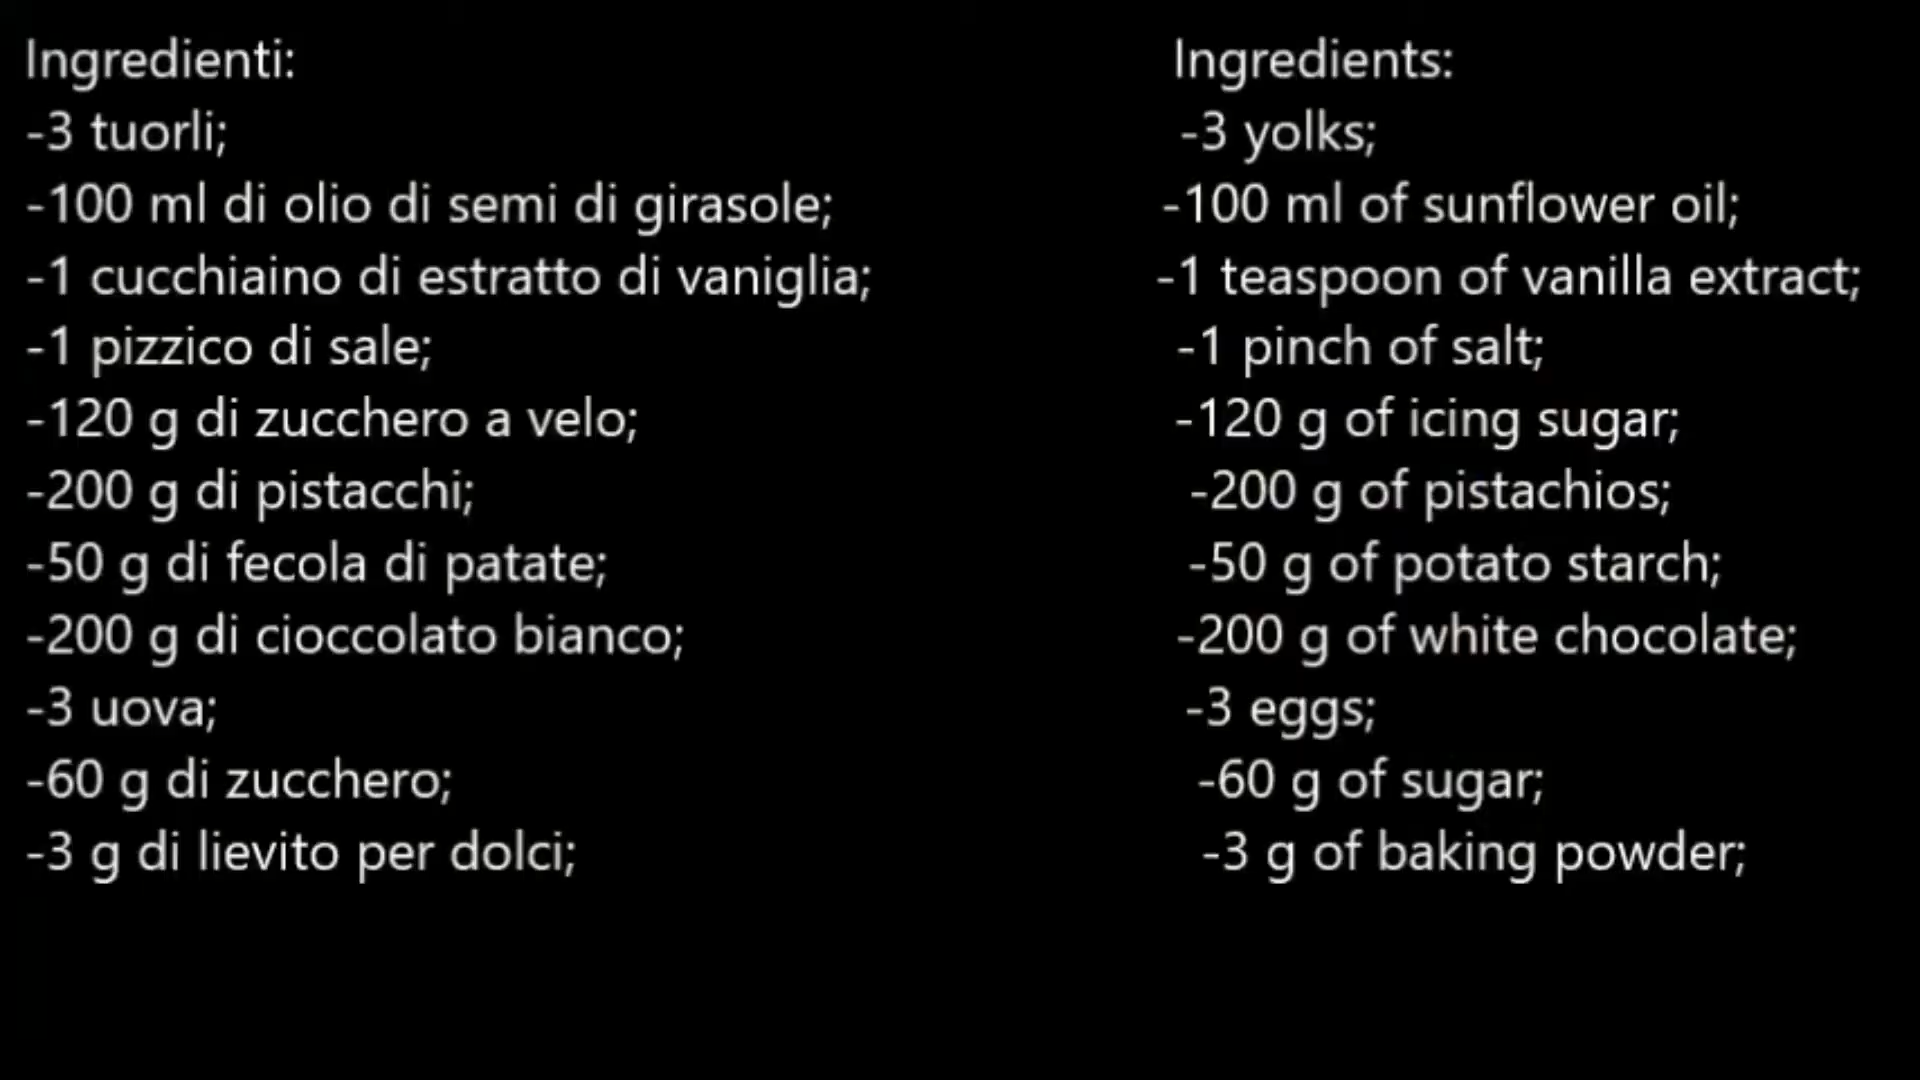 Ingredienti:
-3 tuorli;
-100 ml di olio di semi di girasole;
-1 cucchiaino di estratto di vaniglia;
-1 pizzico di sale;
-120 g di zucchero a velo;
-200 g di pistacchi;
-50 g di fecola di patate;
-200 g di cioccolato bianco;
-3 uova;
-60 g di zucchero;
-3 g di lievito per dolci;
Ingredients:
-3 yolks;
-100 ml of sunflower oil;
-1 teaspoon of vanilla extract;
-1 pinch of salt;
-120 g of icing sugar;
-200 g of pistachios;
-50 g of potato starch;
-200 g of white chocolate;
-3 eggs;
-60 g of sugar;
-3 g of baking powder;